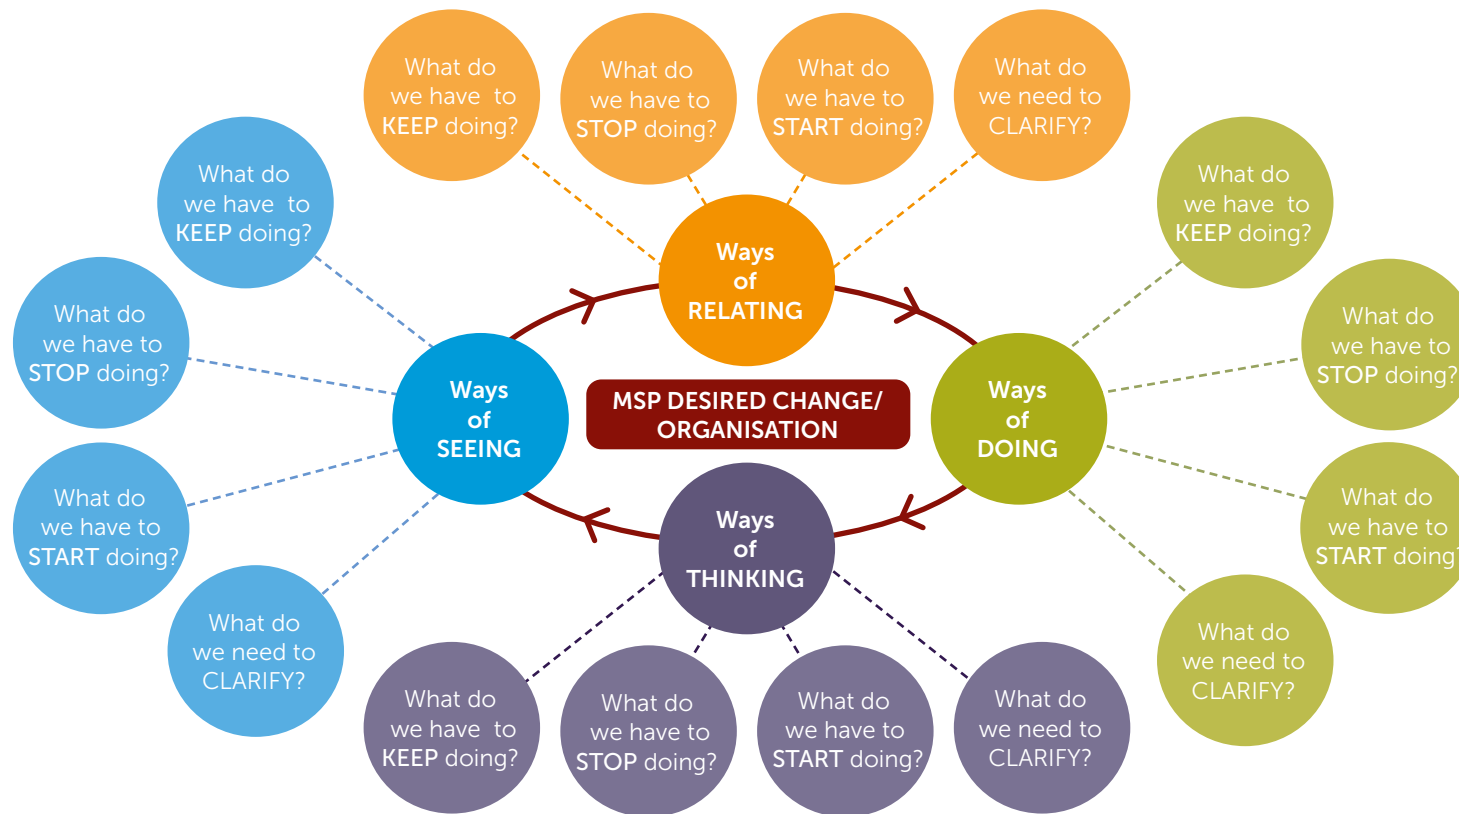 What do
we have  to
KEEP doing?
What do
we have to
STOP doing?
What do
we have to
START doing?
What do
we need to
CLARIFY?
Ways
of
RELATING
What do
we have  to
KEEP doing?
What do
we have to
STOP doing?
What do
we have to
START doing?
What do
we need to
CLARIFY?
Ways
of
SEEING
MSP DESIRED CHANGE/
ORGANISATION
Ways
of
DOING
What do
we have  to
KEEP doing?
What do
we have to
STOP doing?
What do
we have to
START doing?
What do
we need to
CLARIFY?
Ways
of
THINKING
What do
we have  to
KEEP doing?
What do
we have to
STOP doing?
What do
we have to
START doing?
What do
we need to
CLARIFY?